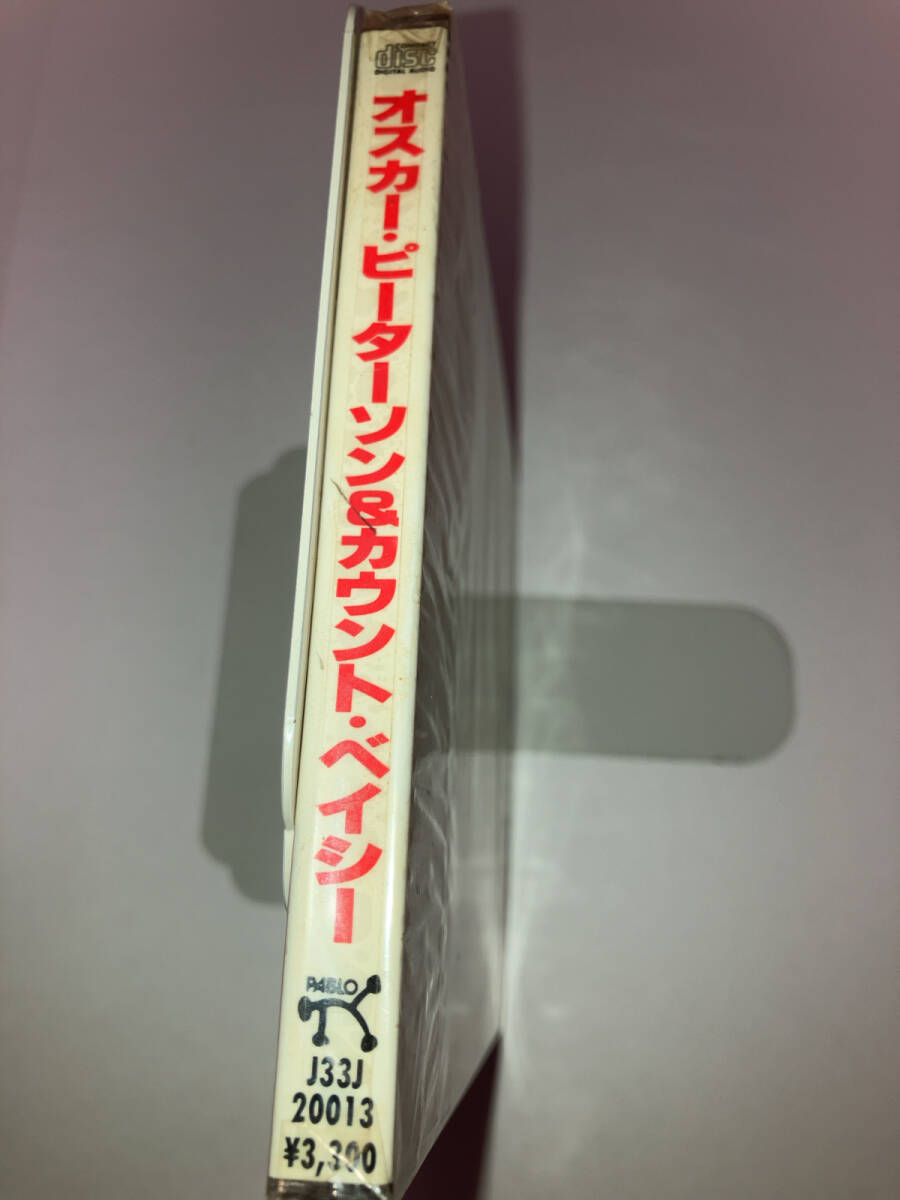 COMPACT
disc
DIGITAL AUDIO
オスカー・ピーターソン&カウント・ベイシー
PABLO
J33J
20013
¥3,300